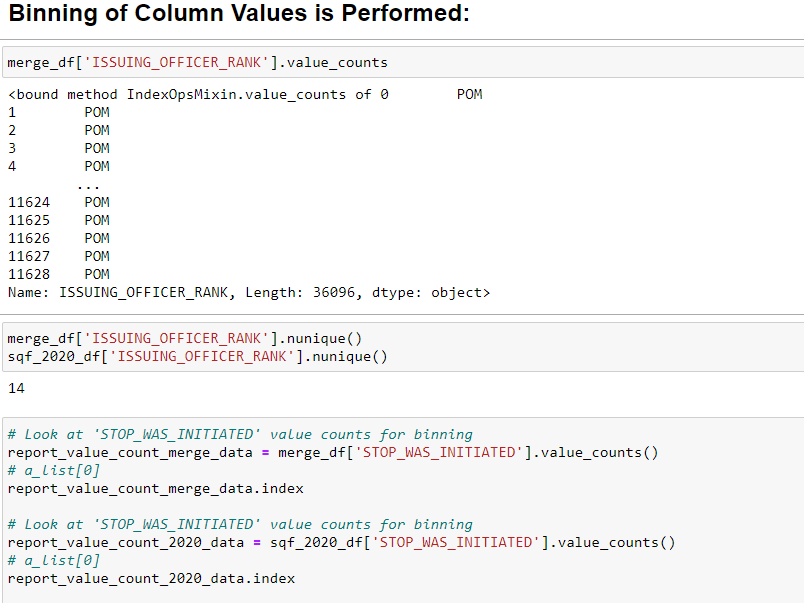 Binning of Column Values is Performed:
merge_df['ISSUING_OFFICER_RANK'].value_counts
<bound method IndexOpsMixin.value_counts of 0        POM
1        POM
2        POM
3        POM
4        POM
        ...
11624    POM
11625    POM
11626    POM
11627    POM
11628    POM
Name: ISSUING_OFFICER_RANK, Length: 36096, dtype: object>
merge_df['ISSUING_OFFICER_RANK'].nunique()
sqf_2020_df['ISSUING_OFFICER_RANK'].nunique()
14
# Look at 'STOP_WAS_INITIATED' value counts for binning
report_value_count_merge_data = merge_df['STOP_WAS_INITIATED'].value_counts()
# a_list[0]
report_value_count_merge_data.index
# Look at 'STOP_WAS_INITIATED' value counts for binning
report_value_count_2020_data = sqf_2020_df['STOP_WAS_INITIATED'].value_counts()
# a_list[0]
report_value_count_2020_data.index